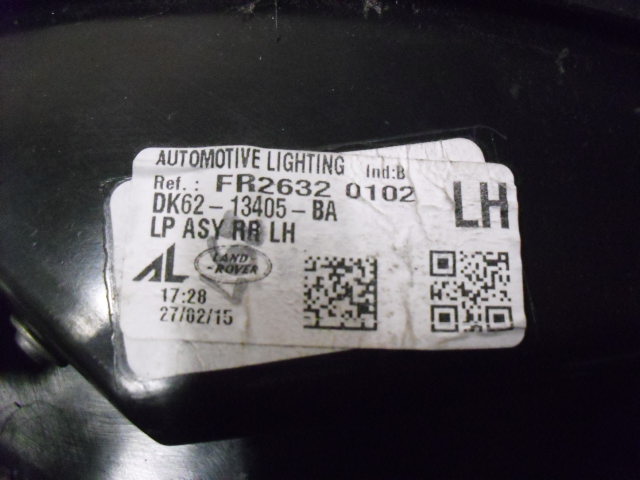 AUTOMOTIVE LIGHTING Ind:B
Ref.: FR2632 0102
DK62-13405-BA LH
LP ASY RR LH
AL LAND-ROVER
17:28
27/02/15